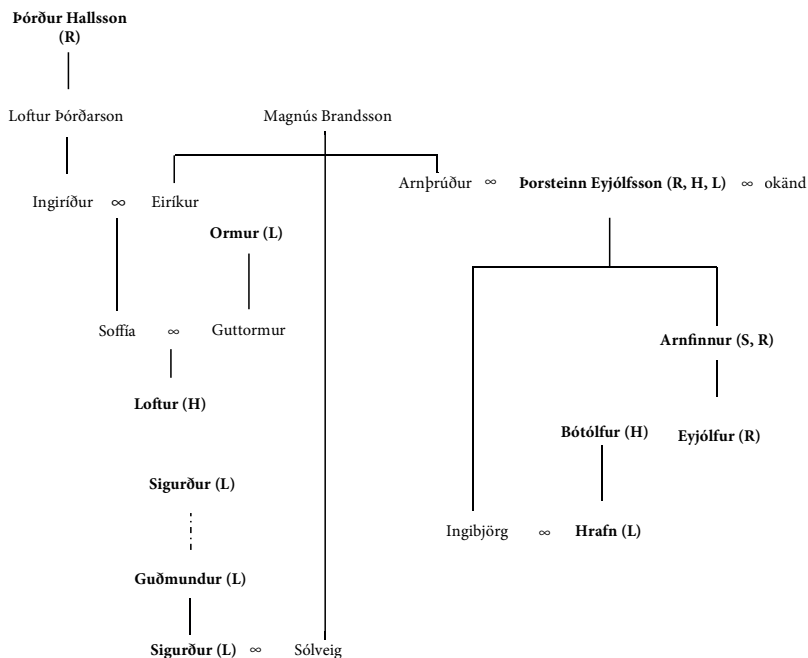 Þórður Hallsson
(R)
Loftur Þórðarson
Magnús Brandsson
Arnþrúður ∞ Þorsteinn Eyjólfsson (R, H, L) ∞ okänd
Ingiríður ∞ Eiríkur
Ormur (L)
Soffía ∞ Guttormur
Arnfinnur (S, R)
Loftur (H)
Bótólfur (H)
Eyjólfur (R)
Sigurður (L)
Ingibjörg ∞ Hrafn (L)
Guðmundur (L)
Sigurður (L) ∞ Sólveig